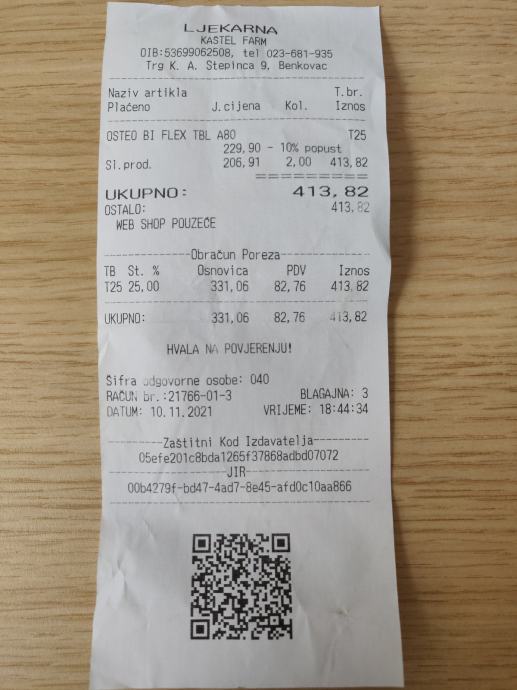 LJEKARNA
KASTEL FARM
OIB:53699062508, tel 023-681-935
Trg K. A. Stepinca 9, Benkovac
Naziv artikla T.br.
Plaćeno J.cijena Kol. Iznos
OSTEO BI FLEX TBL A80 T25
229,90 - 10% popust
Sl.prod. 206,91 2,00 413,82
=========
UKUPNO: 413,82
OSTALO: 413,82
WEB SHOP POUZEĆE
Obračun Poreza
TB St. % Osnovica PDV Iznos
T25 25,00 331,06 82,76 413,82
UKUPNO: 331,06 82,76 413,82
HVALA NA POVJERENJU!
Šifra odgovorne osobe: 040
RAČUN br.:21766-01-3 BLAGAJNA: 3
DATUM: 10.11.2021 VRIJEME: 18:44:34
Zaštitni Kod Izdavatelja
05efe201c8bda1265f37868adbd07072
JIR
00b4279f-bd47-4ad7-8e45-afd0c10aa866